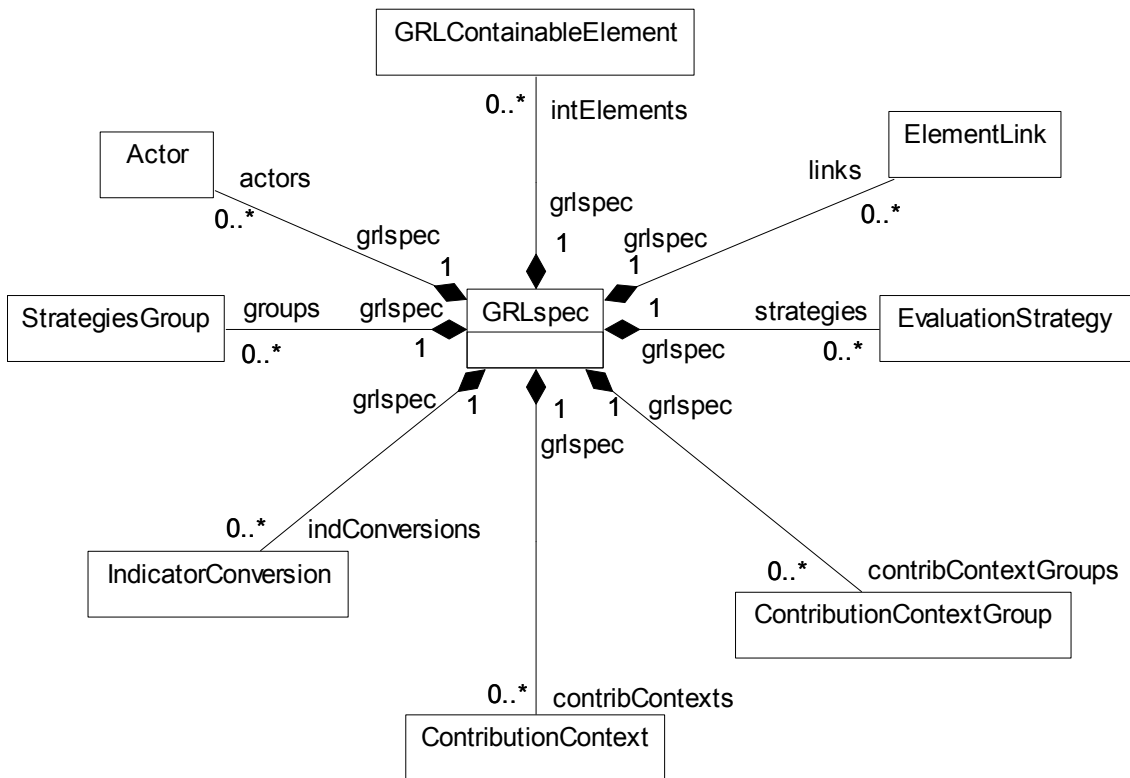 GRLContainableElement
0..*
intElements
Actor
actors
0..*
ElementLink
links
0..*
grlspec
1
grlspec
1
grlspec
1
GRLspec
StrategiesGroup
groups
0..*
grlspec
1
1
grlspec
strategies
0..*
EvaluationStrategy
grlspec
1
1
grlspec
grlspec
1
0..*
indConversions
IndicatorConversion
0..*
contribContextGroups
ContributionContextGroup
0..*
contribContexts
ContributionContext